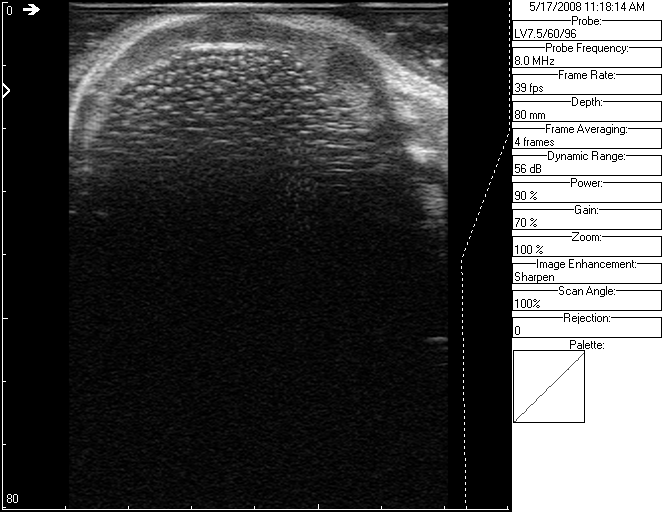 0
80
5/17/2008 11:18:14 AM
Probe:
LV7.5/60/96
Probe Frequency:
8.0 MHz
Frame Rate:
39 fps
Depth:
80 mm
Frame Averaging:
4 frames
Dynamic Range:
56 dB
Power:
90 %
Gain:
70 %
Zoom:
100 %
Image Enhancement:
Sharpen
Scan Angle:
100%
Rejection:
0
Palette: